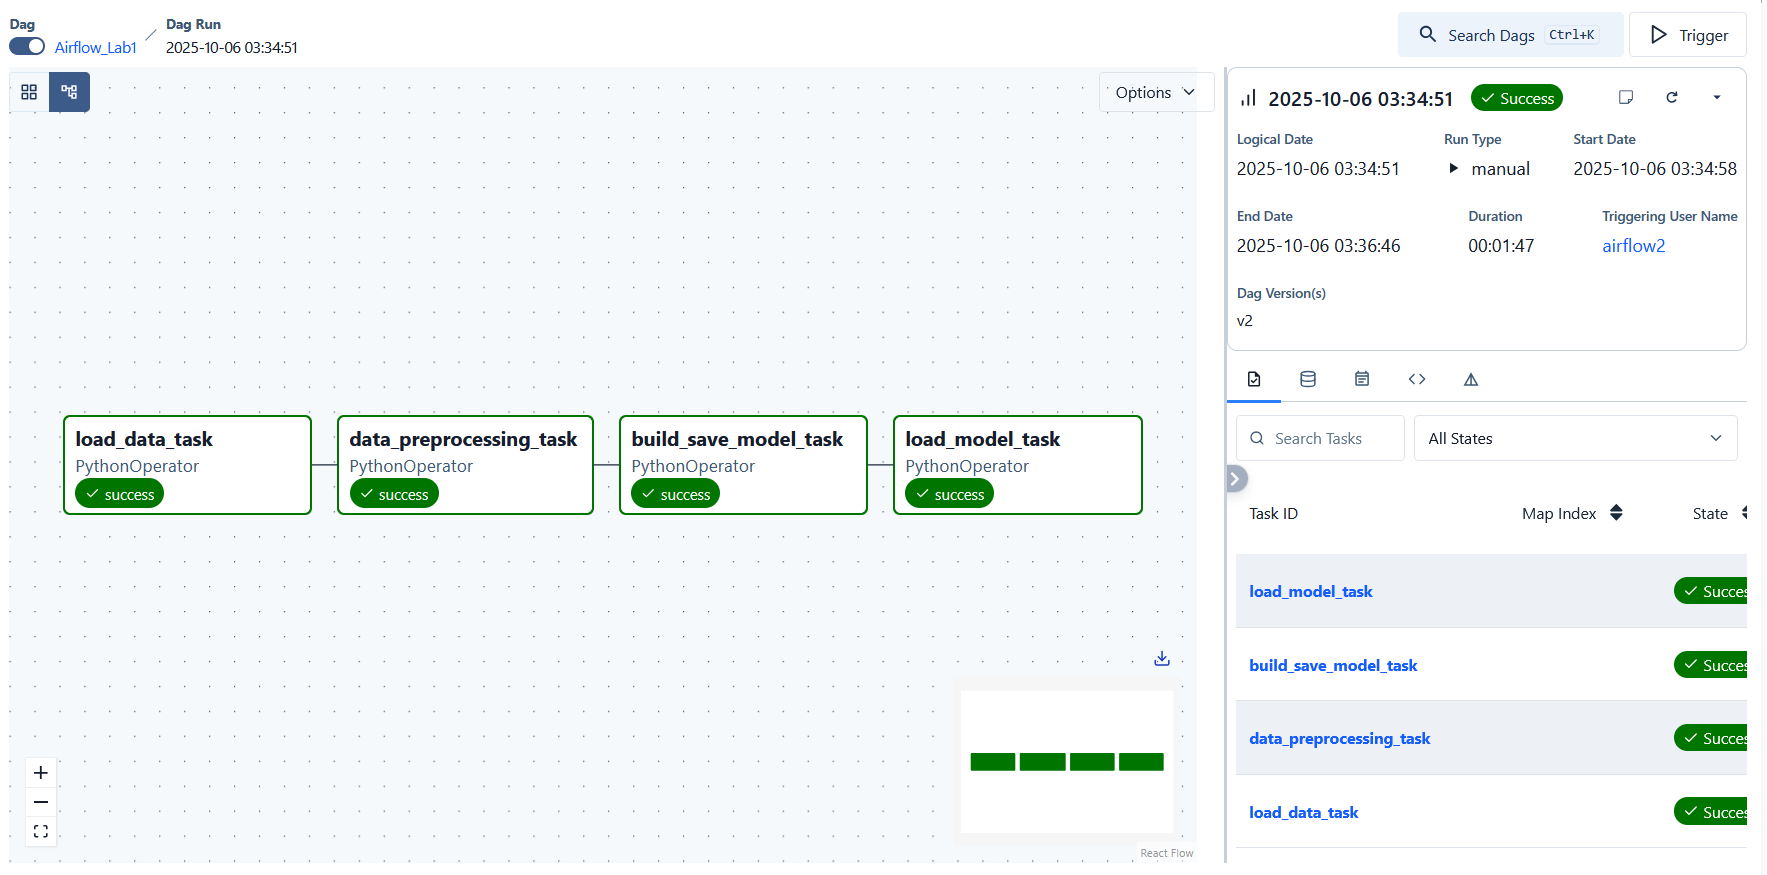 Dag
Airflow_Lab1
Dag Run
2025-10-06 03:34:51
Search Dags Ctrl+K
Trigger
Options
load_data_task
PythonOperator
success
data_preprocessing_task
PythonOperator
success
build_save_model_task
PythonOperator
success
load_model_task
PythonOperator
success
React Flow
2025-10-06 03:34:51 Success
Logical Date Run Type Start Date
2025-10-06 03:34:51 manual 2025-10-06 03:34:58
End Date Duration Triggering User Name
2025-10-06 03:36:46 00:01:47 airflow2
Dag Version(s)
v2
Search Tasks All States
Task ID Map Index State
load_model_task Succes
build_save_model_task Succes
data_preprocessing_task Succes
load_data_task Succes